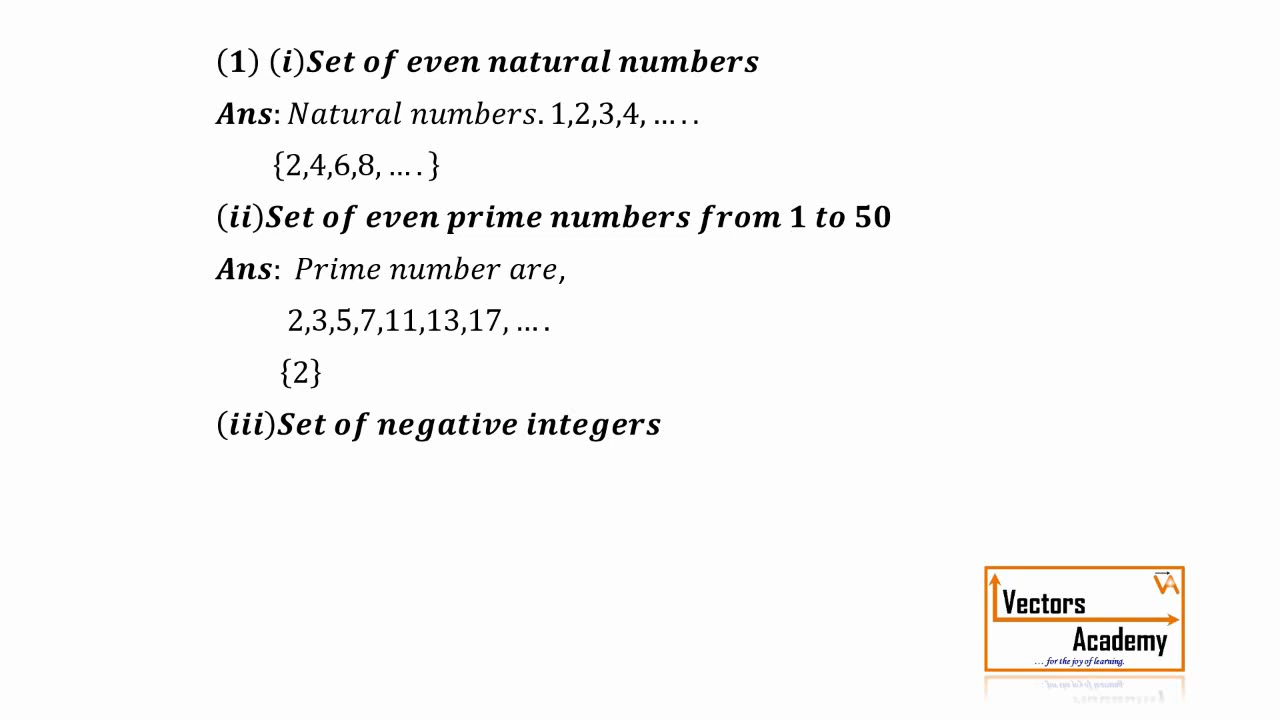 (1) (i)Set of even natural numbers
Ans: Natural numbers. 1,2,3,4, ... . .
{2,4,6,8, ... . }
(ii)Set of even prime numbers from 1 to 50
Ans: Prime number are,
2,3,5,7,11,13,17, ... .
{2}
(iii)Set of negative integers
VA
Vectors
Academy
... for the joy of learning.